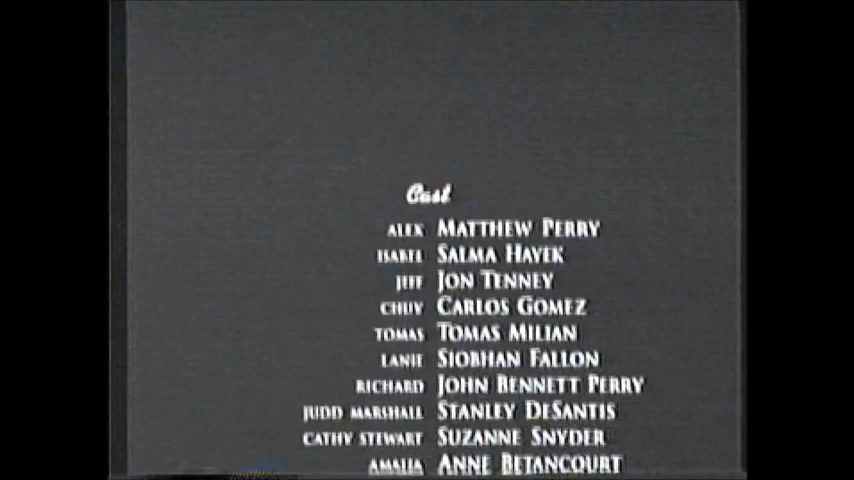 Cast
ALEX MATTHEW PERRY
ISABEL SALMA HAYEK
JEFF JON TENNEY
CHUY CARLOS GOMEZ
TOMAS TOMAS MILIAN
LANIE SIOBHAN FALLON
RICHARD JOHN BENNETT PERRY
JUDD MARSHALL STANLEY DESANTIS
CATHY STEWART SUZANNE SNYDER
AMALIA ANNE BETANCOURT